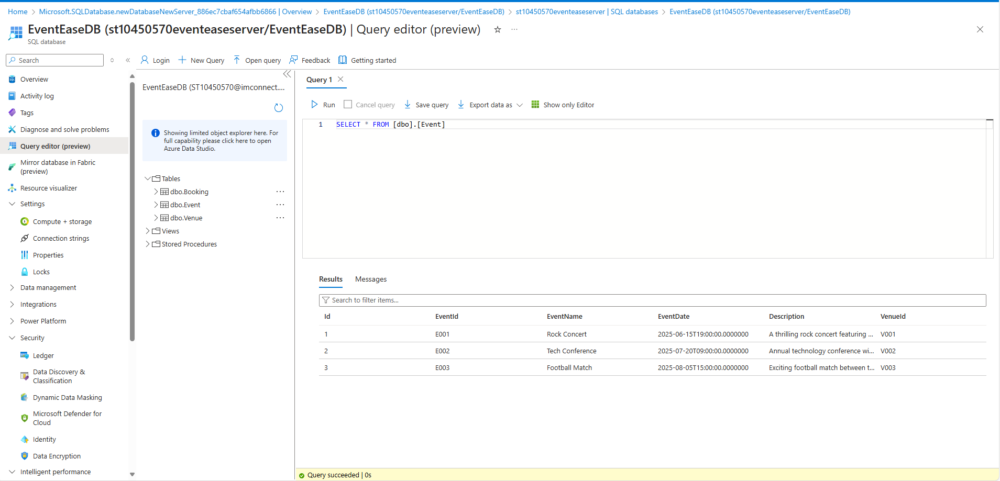 Home > Microsoft.SQLDatabase.newDatabaseNewServer_886ec7cbaf654afbb6866 | Overview > EventEaseDB (st10450570eventeaseserver/EventEaseDB) > st10450570eventeaseserver | SQL databases > EventEaseDB (st10450570eventeaseserver/EventEaseDB)
EventEaseDB (st10450570eventeaseserver/EventEaseDB) | Query editor (preview)
SQL database
Search
Overview
Activity log
Tags
Diagnose and solve problems
Query editor (preview)
Mirror database in Fabric
(preview)
Resource visualizer
Settings
Compute + storage
Connection strings
Properties
Locks
Data management
Integrations
Power Platform
Security
Ledger
Data Discovery &
Classification
Dynamic Data Masking
Microsoft Defender for
Cloud
Identity
Data Encryption
Intelligent performance
Login New Query Open query Feedback Getting started
EventEaseDB (ST10450570@imconnect....
Showing limited object explorer here. For
full capability please click here to open
Azure Data Studio.
Tables
dbo.Booking ...
dbo.Event ...
dbo.Venue ...
Views
Stored Procedures
Query 1
Run Cancel query Save query Export data as Show only Editor
1 SELECT * FROM [dbo].[Event]
Results Messages
Search to filter items...
Id EventId EventName EventDate Description VenueId
1 E001 Rock Concert 2025-06-15T19:00:00.0000000 A thrilling rock concert featuring ... V001
2 E002 Tech Conference 2025-07-20T09:00:00.0000000 Annual technology conference wi... V002
3 E003 Football Match 2025-08-05T15:00:00.0000000 Exciting football match between t... V003
Query succeeded | 0s